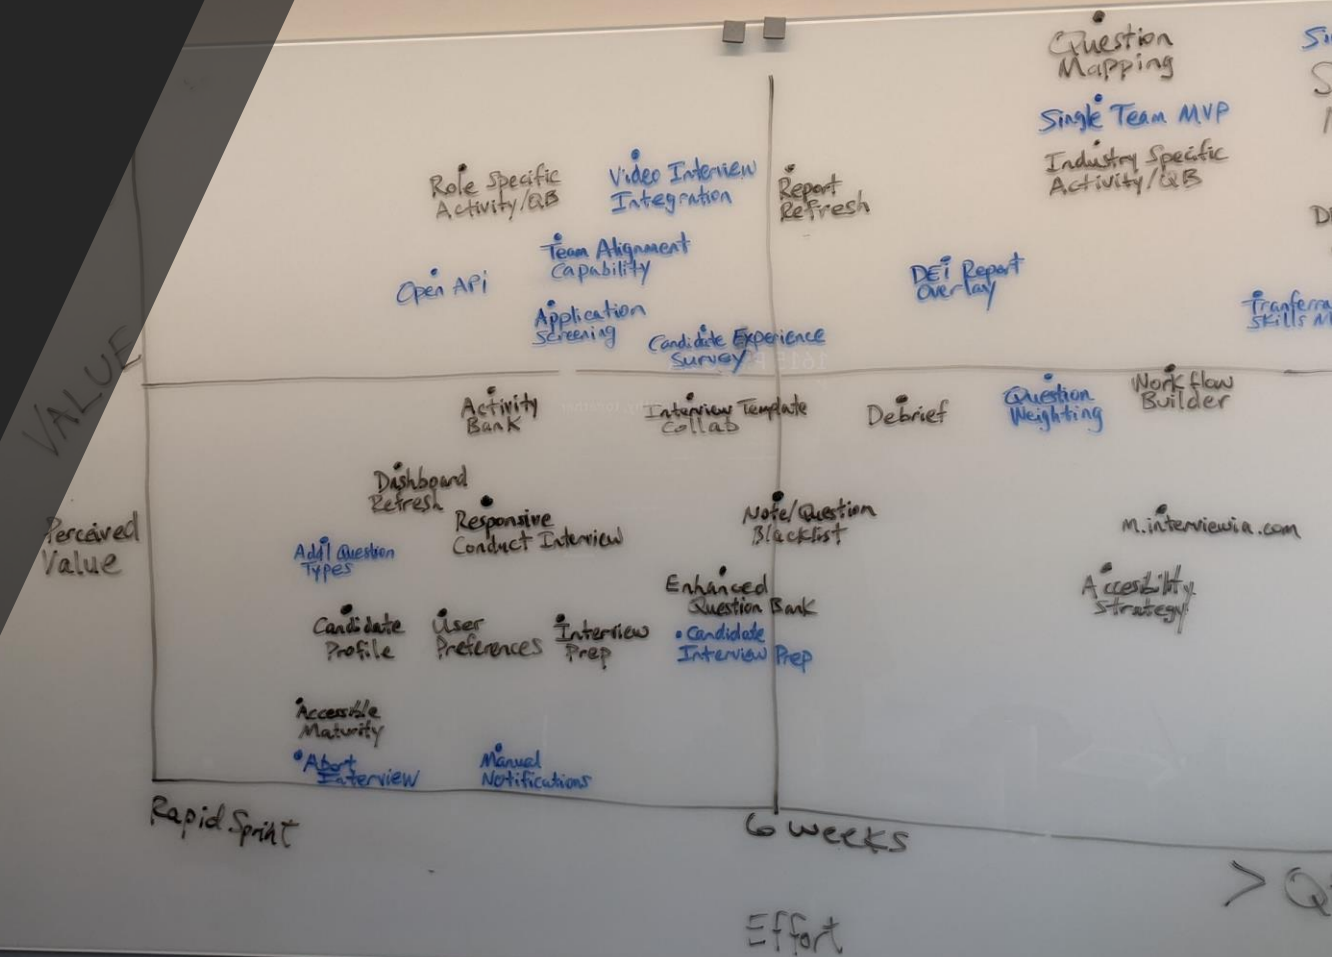 Question
Mapping
Single Team MVP
Industry Specific
Activity/QB
Role Specific
Activity/QB
Video Interview
Integration
Report
Refresh
Team Alignment
Capability
Open API
DEi Report
Overlay
Application
Screening
Candidate Experience
Survey
Tranferra
Skills M
VALUE
Activity
Bank
Interview Template
Collab
Debrief
Question
Weighting
Workflow
Builder
Dashboard
Refresh
Responsive
Conduct Interview
Note/Question
Blacklist
m.interviewia.com
Perceived
Value
Add'l Question
Types
Enhanced
Question Bank
Accesibility
Strategy
Candidate
Profile
User
Preferences
Interview
Prep
Candidate
Interview Prep
Accessible
Maturity
Abort
Interview
Manual
Notifications
Rapid Sprint
6 weeks
Effort